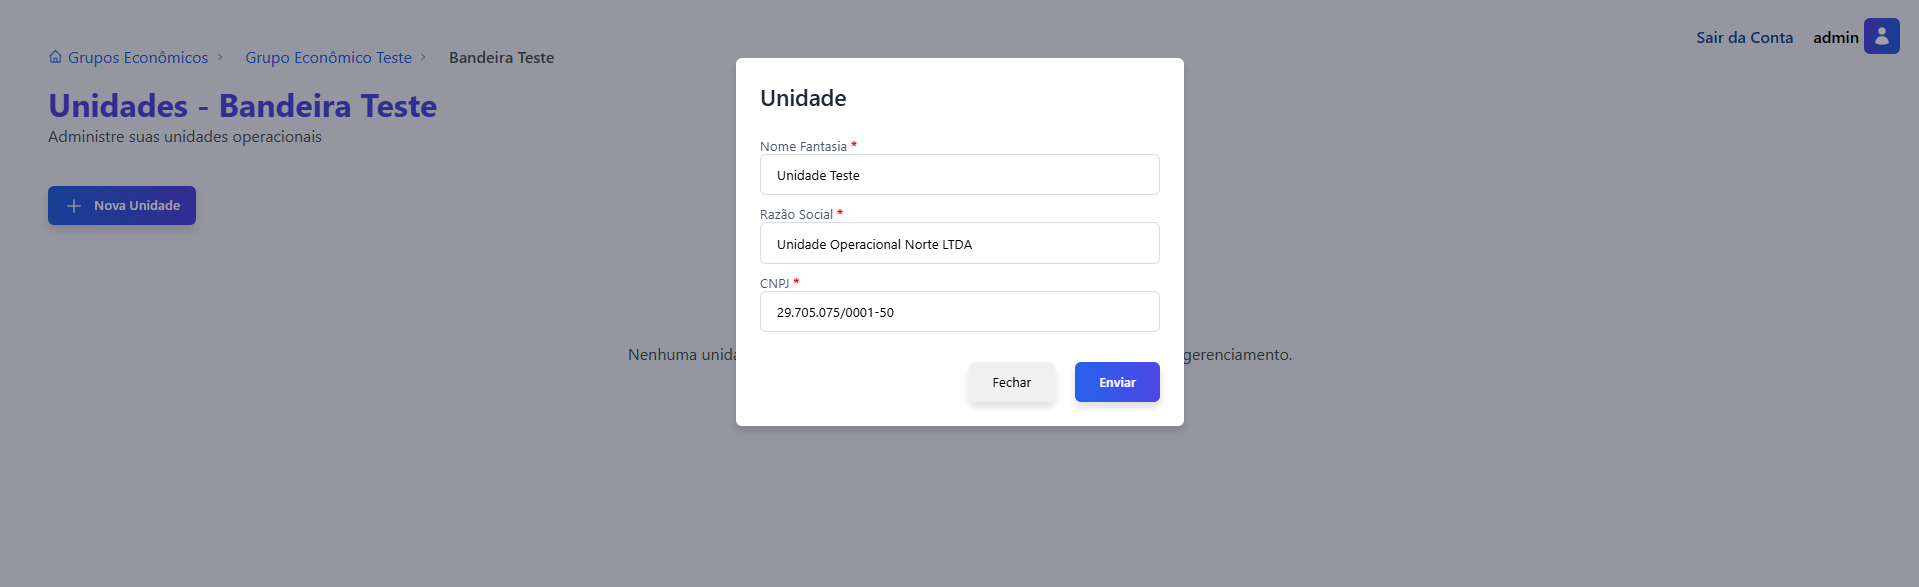 Sair da Conta admin
Grupos Econômicos > Grupo Econômico Teste > Bandeira Teste
Unidades - Bandeira Teste
Administre suas unidades operacionais
+ Nova Unidade
Nenhuma
gerenciamento.
Unidade
Nome Fantasia *
Unidade Teste
Razão Social *
Unidade Operacional Norte LTDA
CNPJ *
29.705.075/0001-50
Fechar Enviar